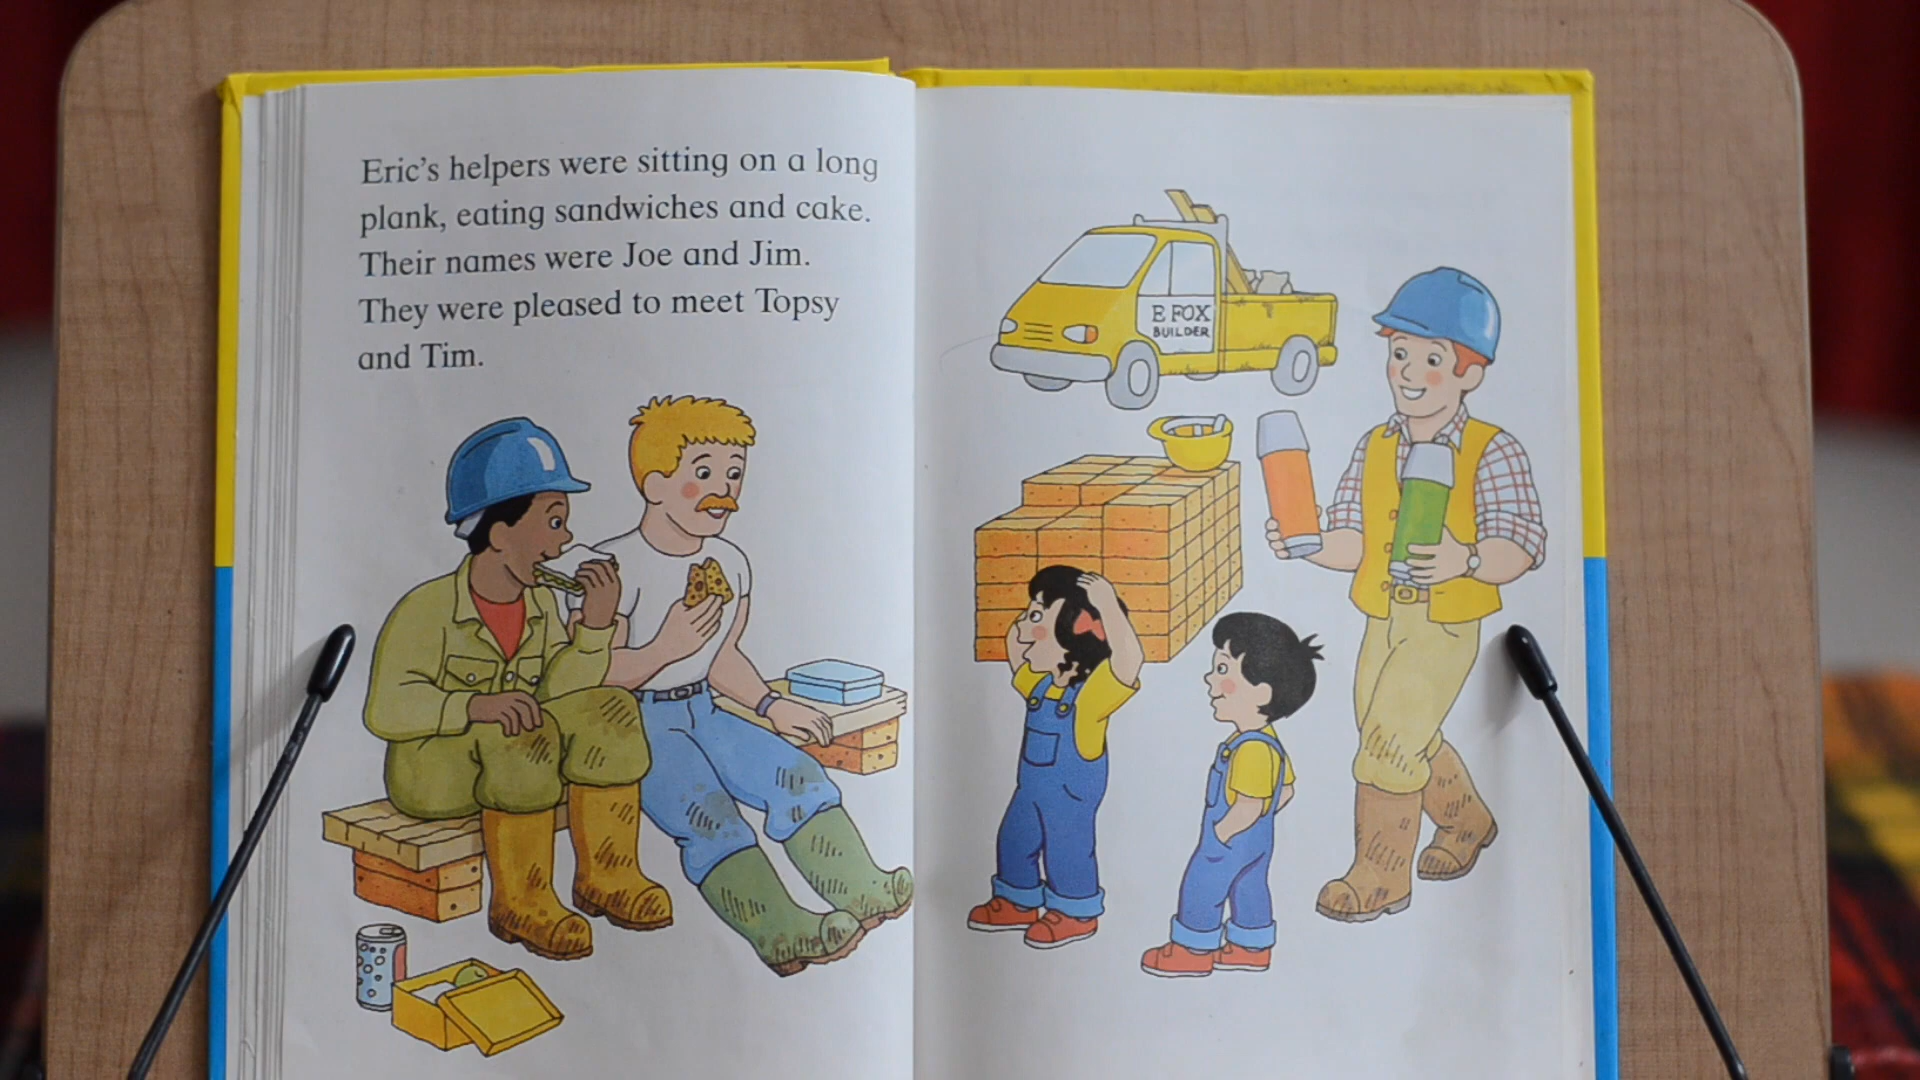 Eric's helpers were sitting on a long
plank, eating sandwiches and cake.
Their names were Joe and Jim.
They were pleased to meet Topsy
and Tim.
E FOX
BUILDER